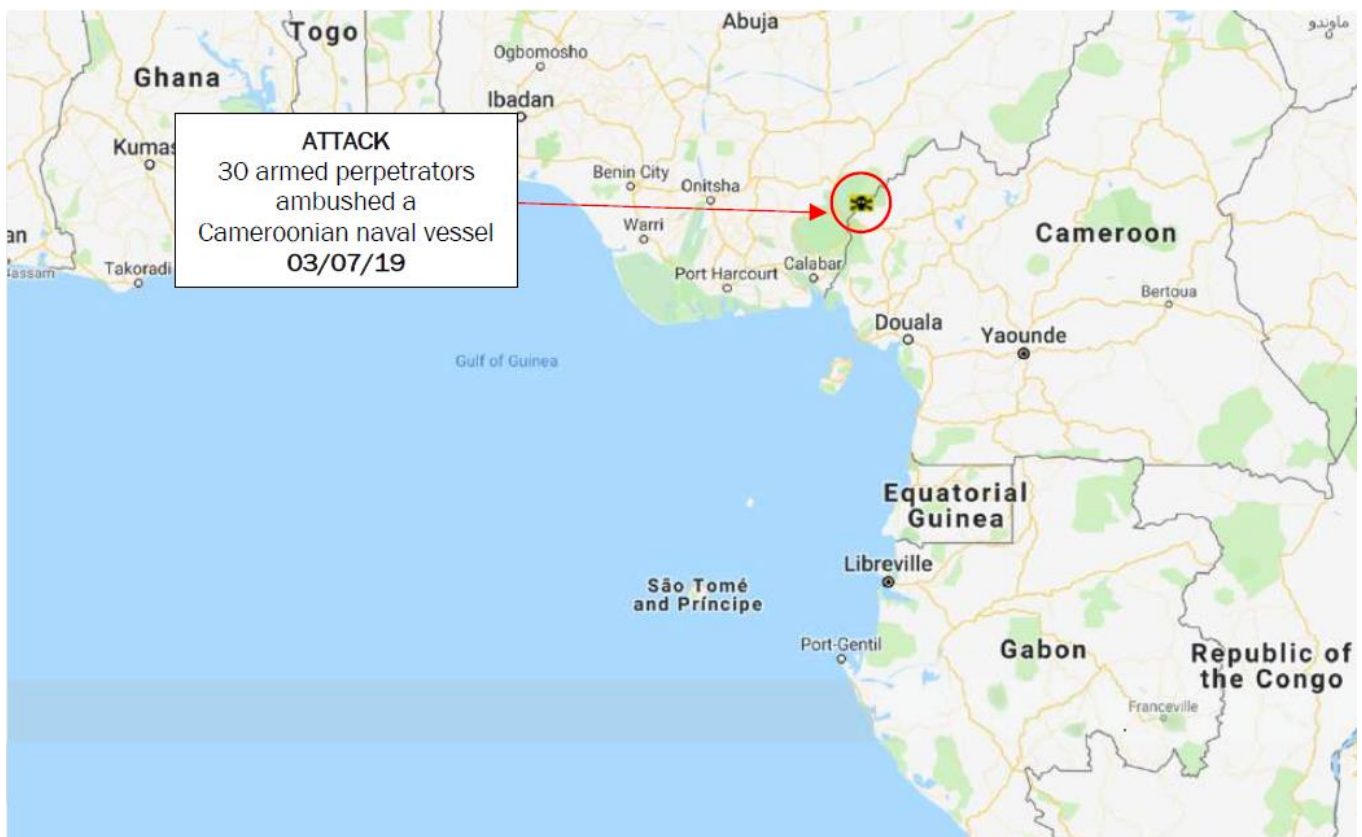 Abuja
Togo
Ogbomosho
ماوندو
Ghana
Ibadan
ATTACK
30 armed perpetrators
ambushed a
Cameroonian naval vessel
03/07/19
Kumas
Benin City
Onitsha
Warri
Cameroon
an
Bassam
Takoradi
Port Harcourt
Calabar
Bertoua
Douala
Yaounde
Gulf of Guinea
Equatorial
Guinea
Libreville
São Tomé
and Príncipe
Port-Gentil
Gabon
Republic of
the Congo
Franceville